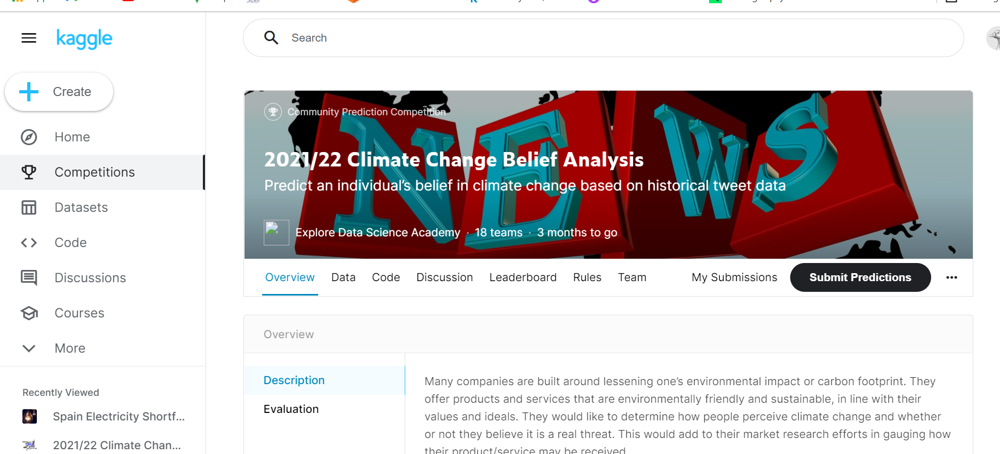 kaggle
Search
Create
Home
Competitions
Datasets
Code
Discussions
Courses
More
Recently Viewed
Spain Electricity Shortf...
2021/22 Climate Chan...
Community Prediction Competition
NEWS
2021/22 Climate Change Belief Analysis
Predict an individual’s belief in climate change based on historical tweet data
Explore Data Science Academy · 18 teams · 3 months to go
Overview Data Code Discussion Leaderboard Rules Team My Submissions Submit Predictions
Overview
Description
Evaluation
Many companies are built around lessening one’s environmental impact or carbon footprint. They
offer products and services that are environmentally friendly and sustainable, in line with their
values and ideals. They would like to determine how people perceive climate change and whether
or not they believe it is a real threat. This would add to their market research efforts in gauging how
their product/service may be received.